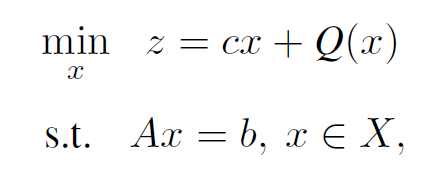 min z = cx + Q(x)
x
s.t. Ax = b, x ∈ X,